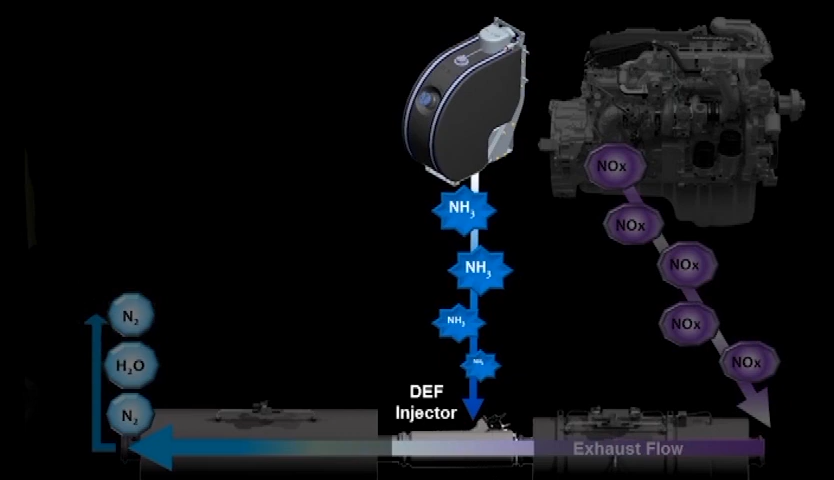 NOx
NOx
NOx
NOx
NOx
NH₃
NH₃
NH₃
DEF
Injector
N₂
H₂O
N₂
Exhaust Flow